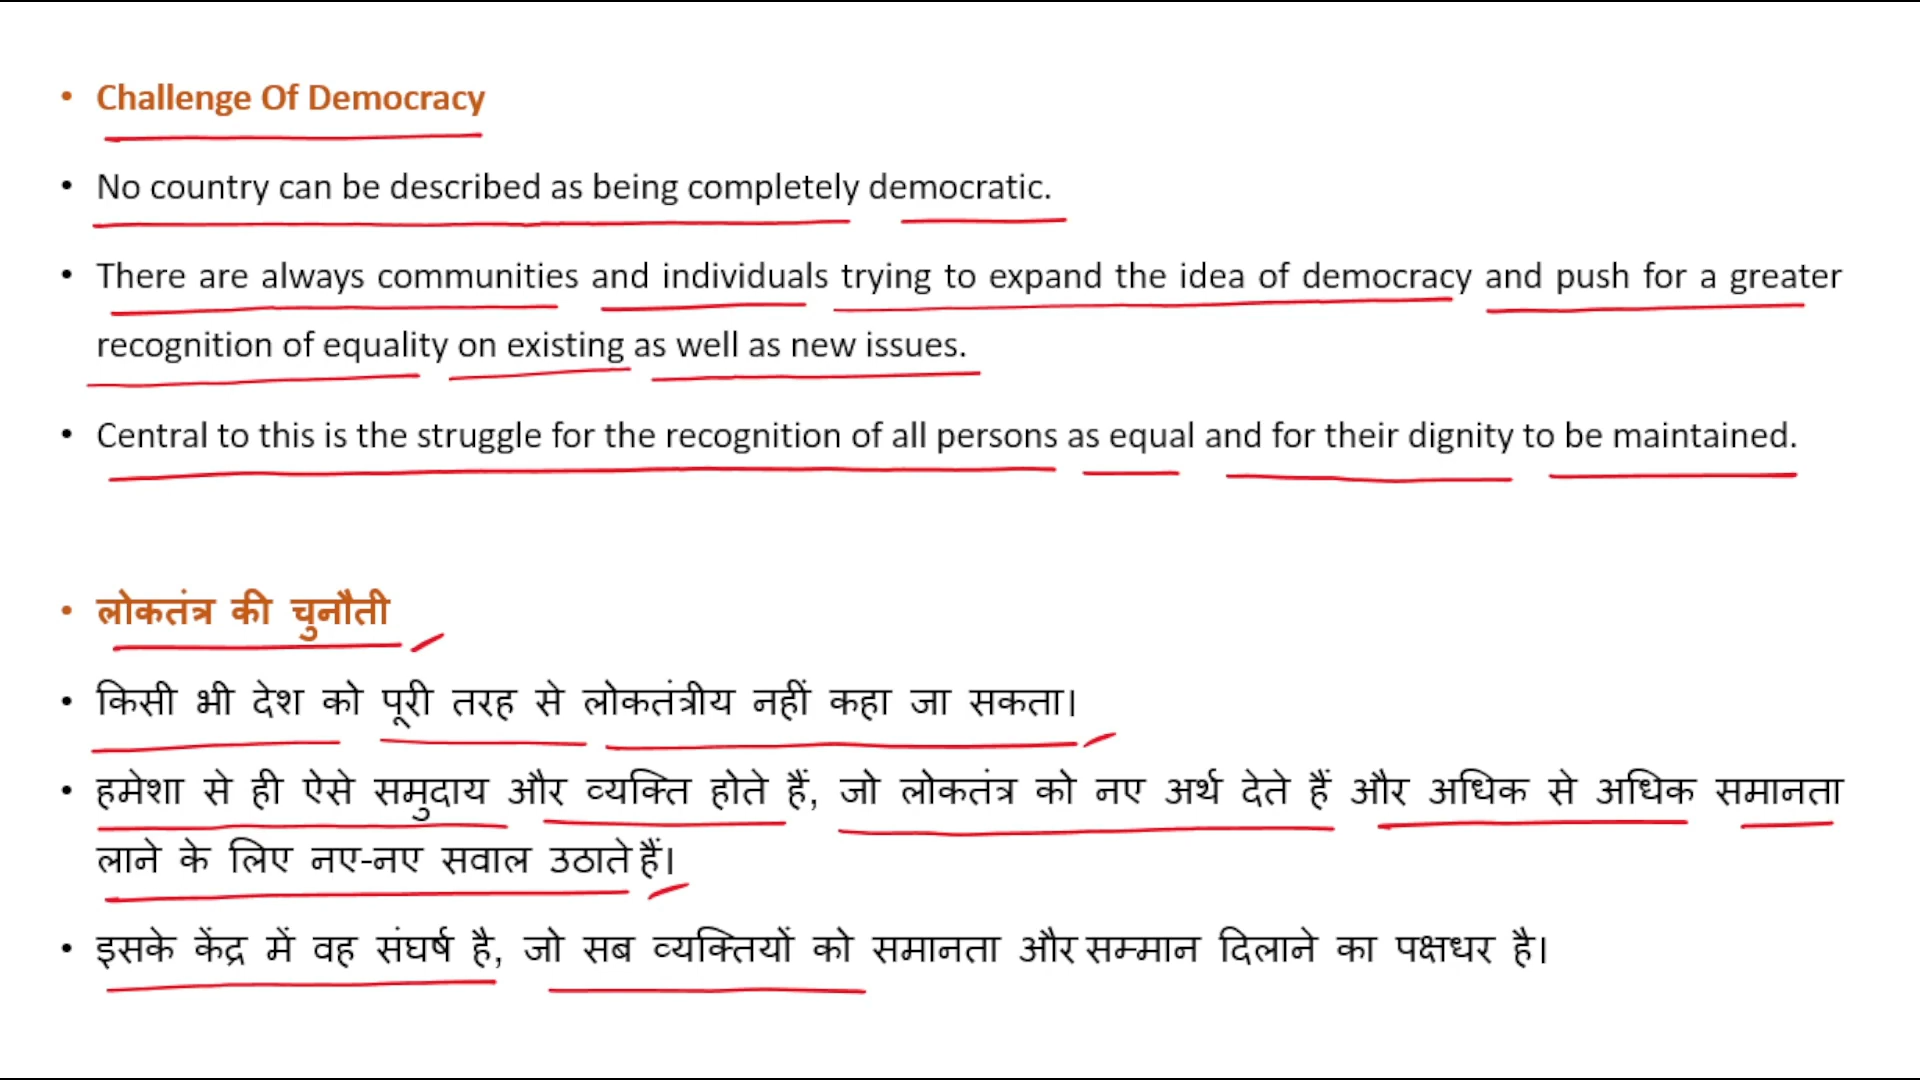 • Challenge Of Democracy
• No country can be described as being completely democratic.
• There are always communities and individuals trying to expand the idea of democracy and push for a greater
recognition of equality on existing as well as new issues.
• Central to this is the struggle for the recognition of all persons as equal and for their dignity to be maintained.
• लोकतंत्र की चुनौती
• किसी भी देश को पूरी तरह से लोकतंत्रीय नहीं कहा जा सकता।
• हमेशा से ही ऐसे समुदाय और व्यक्ति होते हैं, जो लोकतंत्र को नए अर्थ देते हैं और अधिक से अधिक समानता
लाने के लिए नए-नए सवाल उठाते हैं।
• इसके केंद्र में वह संघर्ष है, जो सब व्यक्तियों को समानता और सम्मान दिलाने का पक्षधर है।